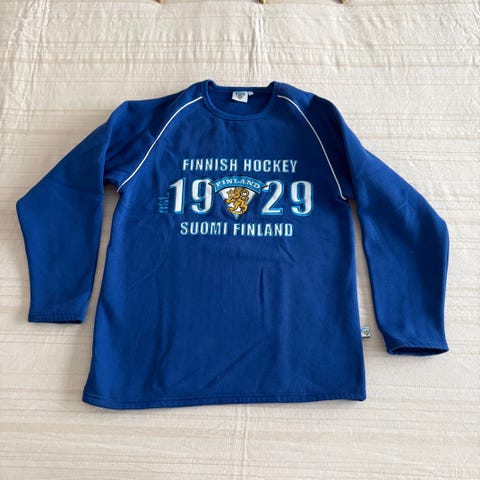 FINNISH HOCKEY
19 FINLAND 29
SUOMI FINLAND